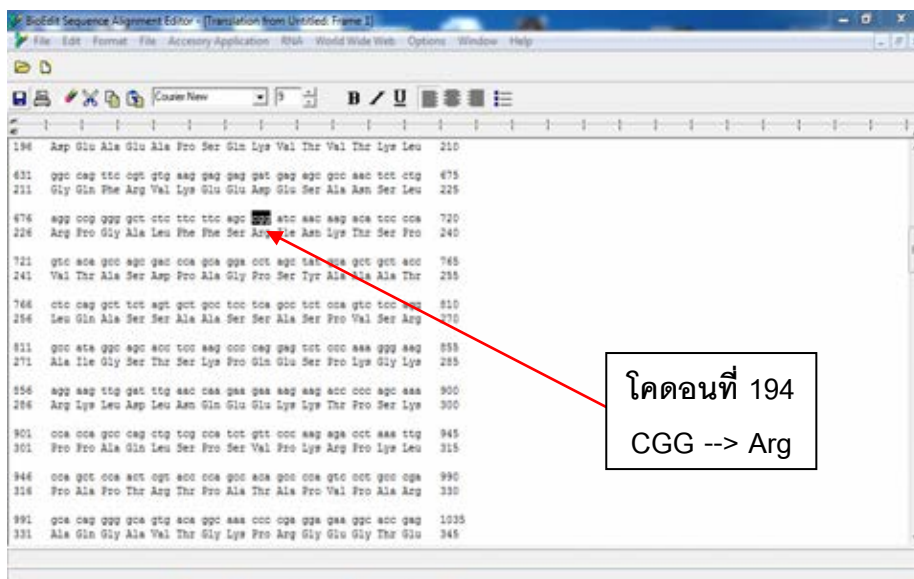 BioEdit Sequence Alignment Editor - [Translation from Untitled: Frame 1]
File Edit Format File Accesory Application RNA World Wide Web Options Window Help
Courier New 9 B / U
196 Asp Glu Ala Glu Ala Pro Ser Gln Lys Val Thr Val Thr Lys Leu 210
631 ggc cag ttc cgt gtg aag gag gag gat gag agc gcc aac tct ctg 675
211 Gly Gln Phe Arg Val Lys Glu Glu Asp Glu Ser Ala Asn Ser Leu 225
676 agg ccg ggg gct ctc ttc ttc agc cgg atc aac aag aca tcc cca 720
226 Arg Pro Gly Ala Leu Phe Phe Ser Arg Ile Asn Lys Thr Ser Pro 240
721 gtc aca gcc agc gac cca gca gga cct agc tat gca gct gct acc 765
241 Val Thr Ala Ser Asp Pro Ala Gly Pro Ser Tyr Ala Ala Ala Thr 255
766 ctc cag gct tct agt gct gcc tcc tca gcc tct cca gtc tcc agg 810
256 Leu Gln Ala Ser Ser Ala Ala Ser Ser Ala Ser Pro Val Ser Arg 270
811 gcc ata ggc agc acc tcc aag ccc cag gag tct ccc aaa ggg aag 855
271 Ala Ile Gly Ser Thr Ser Lys Pro Gln Glu Ser Pro Lys Gly Lys 285
856 agg aag ttg gat ttg aac caa gaa gaa aag aag acc ccc agc aaa 900
286 Arg Lys Leu Asp Leu Asn Gln Glu Glu Lys Lys Thr Pro Ser Lys 300
901 cca cca gcc cag ctg tcg cca tct gtt ccc aag aga cct aaa ttg 945
301 Pro Pro Ala Gln Leu Ser Pro Ser Val Pro Lys Arg Pro Lys Leu 315
946 cca gct cca act cgt acc cca gcc aca gcc cca gtc cct gcc cga 990
316 Pro Ala Pro Thr Arg Thr Pro Ala Thr Ala Pro Val Pro Ala Arg 330
991 gca cag ggg gca gtg aca ggc aaa ccc cga gga gaa ggc acc gag 1035
331 Ala Gln Gly Ala Val Thr Gly Lys Pro Arg Gly Glu Gly Thr Glu 345
โคดอนที่ 194
CGG --> Arg